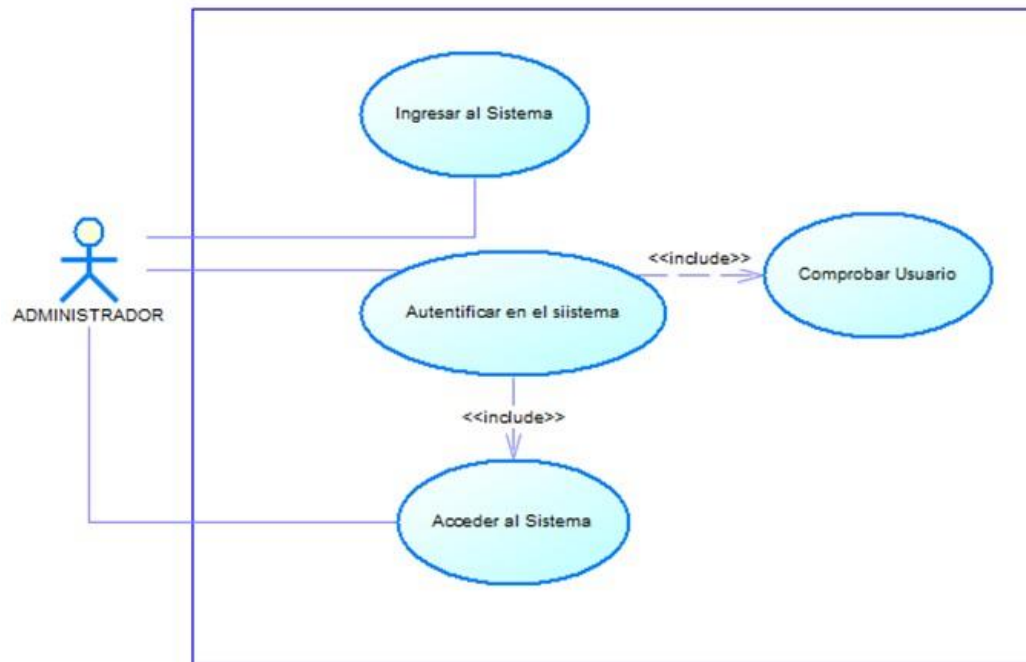 Ingresar al Sistema
<<include>>
Comprobar Usuario
ADMINISTRADOR
Autentificar en el siistema
<<include>>
Acceder al Sistema